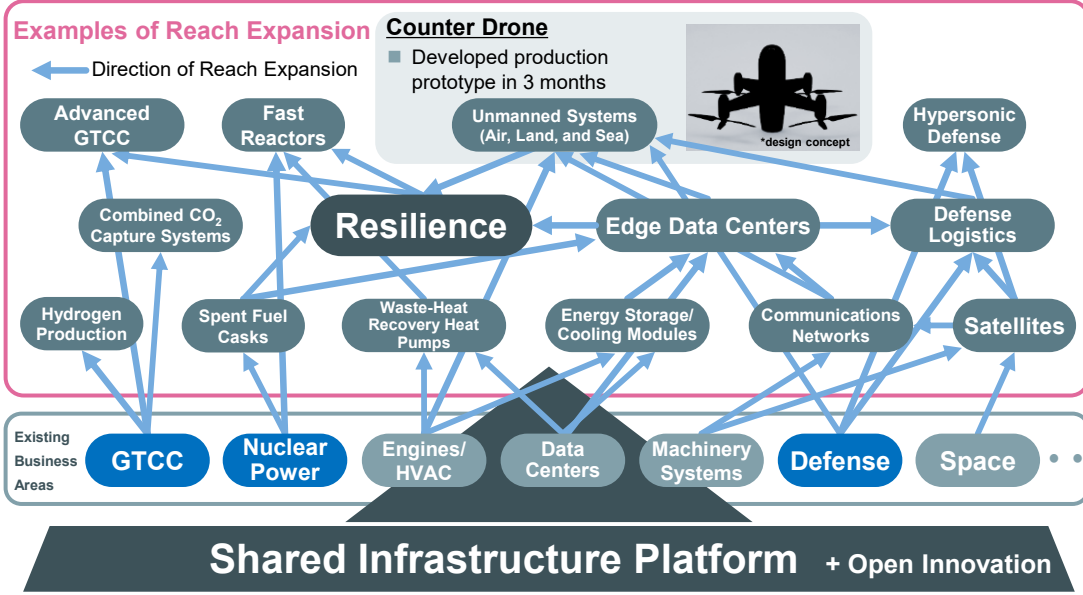 Examples of Reach Expansion
Direction of Reach Expansion
Counter Drone
■ Developed production
prototype in 3 months
*design concept
Advanced
GTCC
Fast
Reactors
Unmanned Systems
(Air, Land, and Sea)
Hypersonic
Defense
Combined CO₂
Capture Systems
Resilience
Edge Data Centers
Defense
Logistics
Hydrogen
Production
Spent Fuel
Casks
Waste-Heat
Recovery Heat
Pumps
Energy Storage/
Cooling Modules
Communications
Networks
Satellites
Existing
Business
Areas
GTCC
Nuclear
Power
Engines/
HVAC
Data
Centers
Machinery
Systems
Defense
Space
• •
Shared Infrastructure Platform + Open Innovation